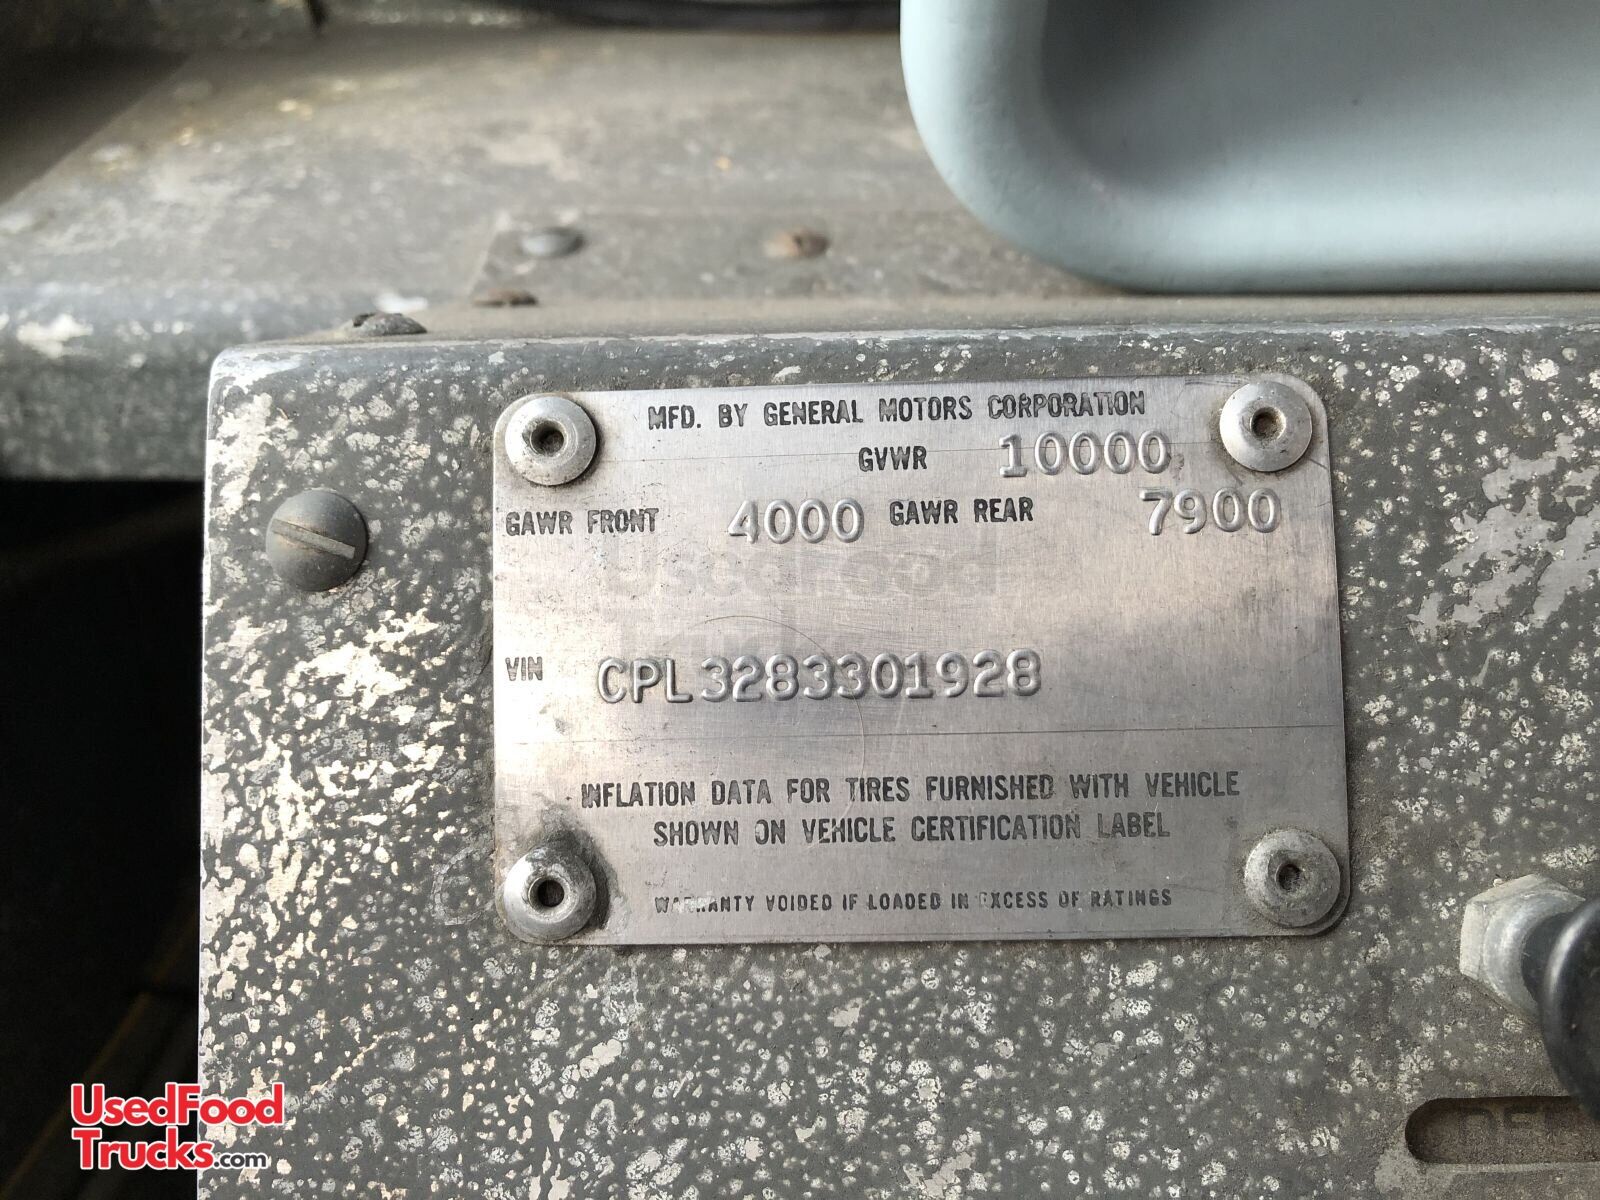 MFD. BY GENERAL MOTORS CORPORATION
GVWR 10000
GAWR FRONT 4000 GAWR REAR 7900
UsedFood
VIN CPL3283301928
INFLATION DATA FOR TIRES FURNISHED WITH VEHICLE
SHOWN ON VEHICLE CERTIFICATION LABEL
WARRANTY VOIDED IF LOADED IN EXCESS OF RATINGS
UsedFood
Trucks.com